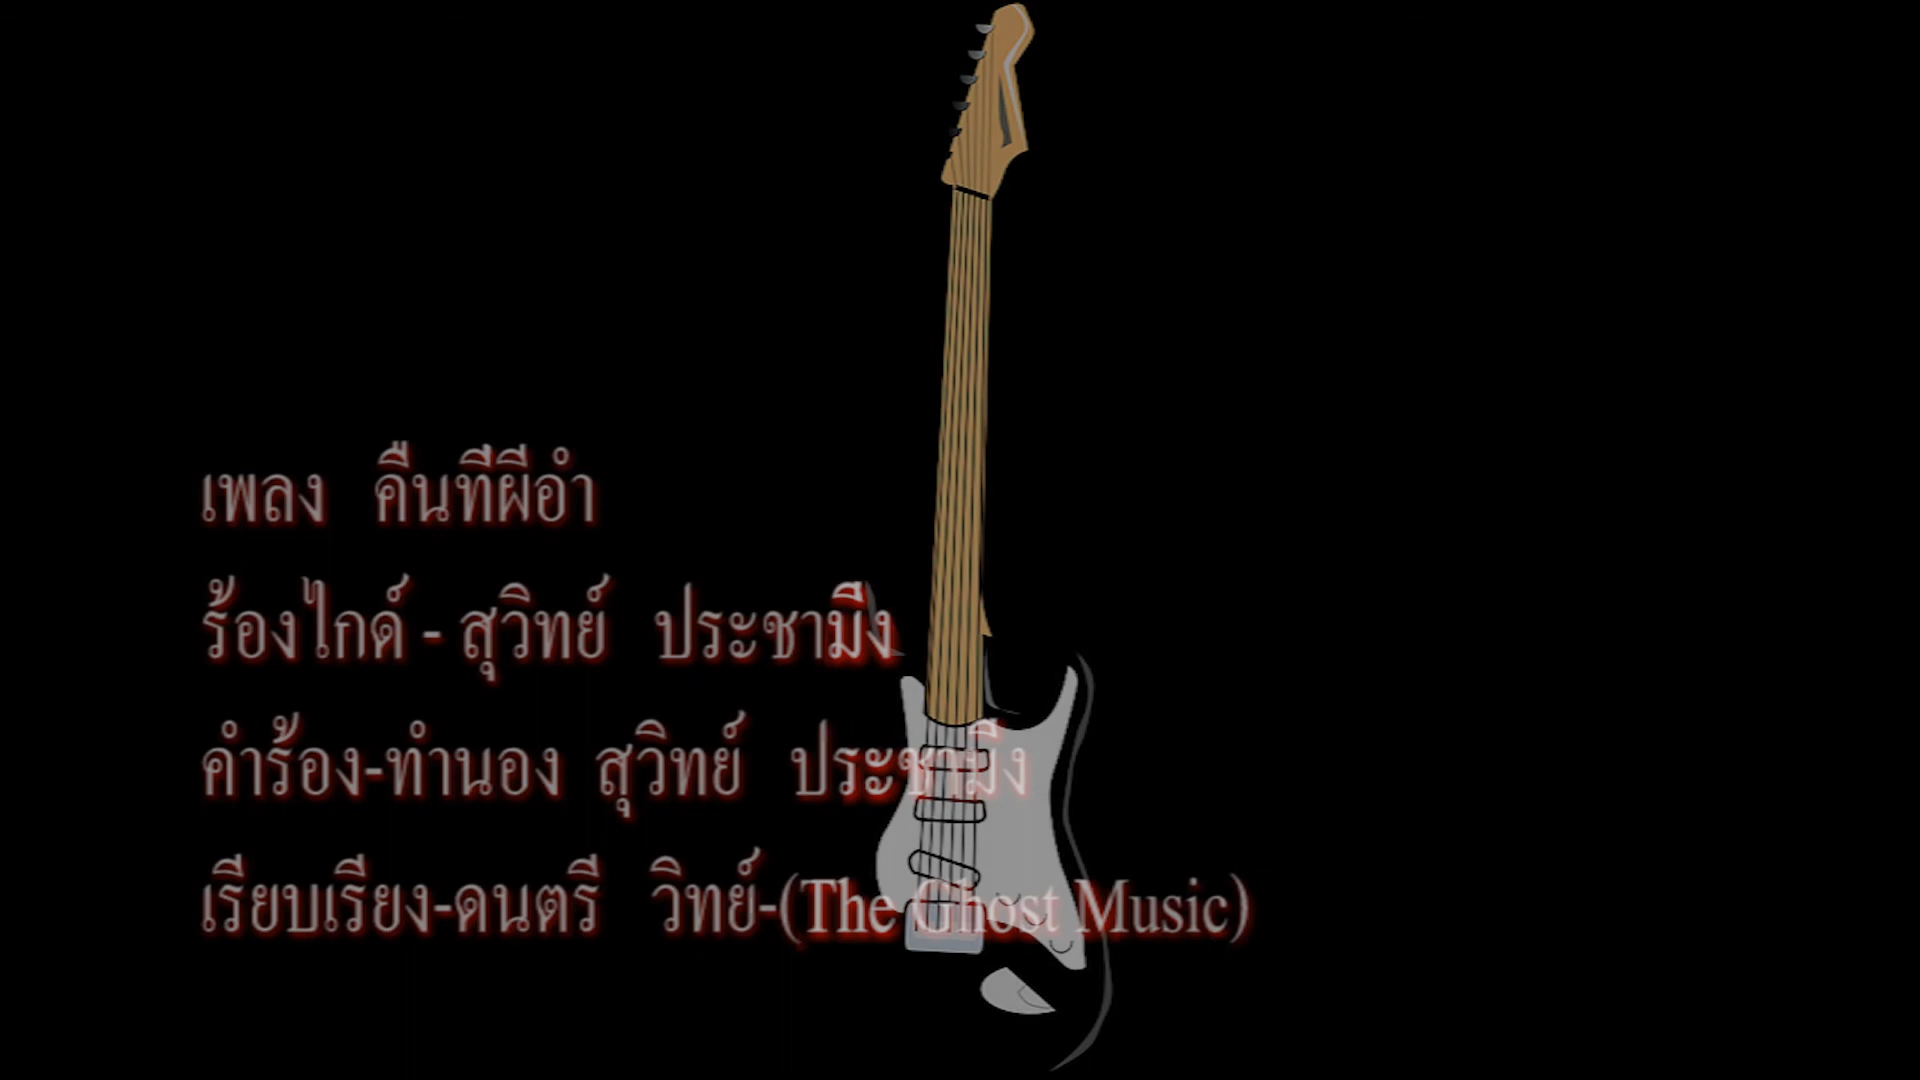 เพลง คืนที่ผีอำ
ร้องไกด์ - สุวิทย์ ประชามึง
คำร้อง-ทำนอง สุวิทย์ ประชามึง
เรียบเรียง-ดนตรี วิทย์-(The Ghost Music)